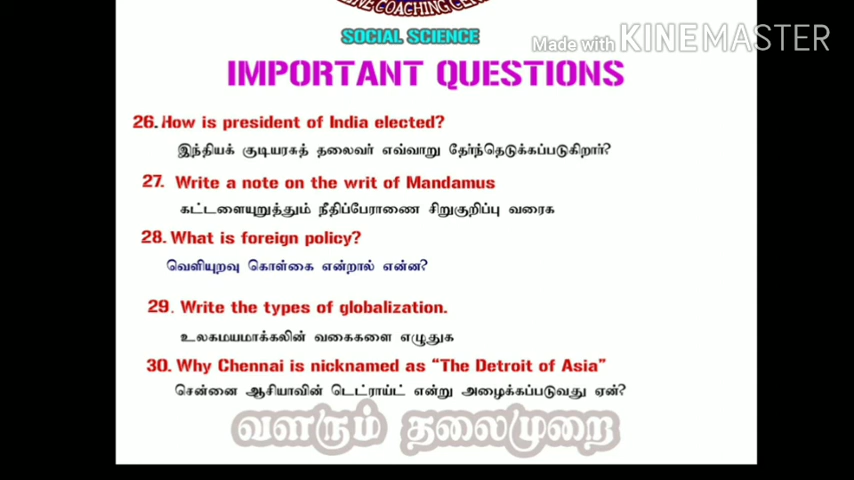 COACHING
SOCIAL SCIENCE
Made with KINEMASTER
IMPORTANT QUESTIONS
26. How is president of India elected?
இந்தியக் குடியரசுத் தலைவர் எவ்வாறு தேர்ந்தெடுக்கப்படுகிறார்?
27. Write a note on the writ of Mandamus
கட்டளையுறுத்தும் நீதிப்பேராணை சிறுகுறிப்பு வரைக
28. What is foreign policy?
வெளியுறவு கொள்கை என்றால் என்ன?
29. Write the types of globalization.
உலகமயமாக்கலின் வகைகளை எழுதுக
30. Why Chennai is nicknamed as “The Detroit of Asia”
சென்னை ஆசியாவின் டெட்ராய்ட் என்று அழைக்கப்படுவது ஏன்?
வளரும் தலைமுறை